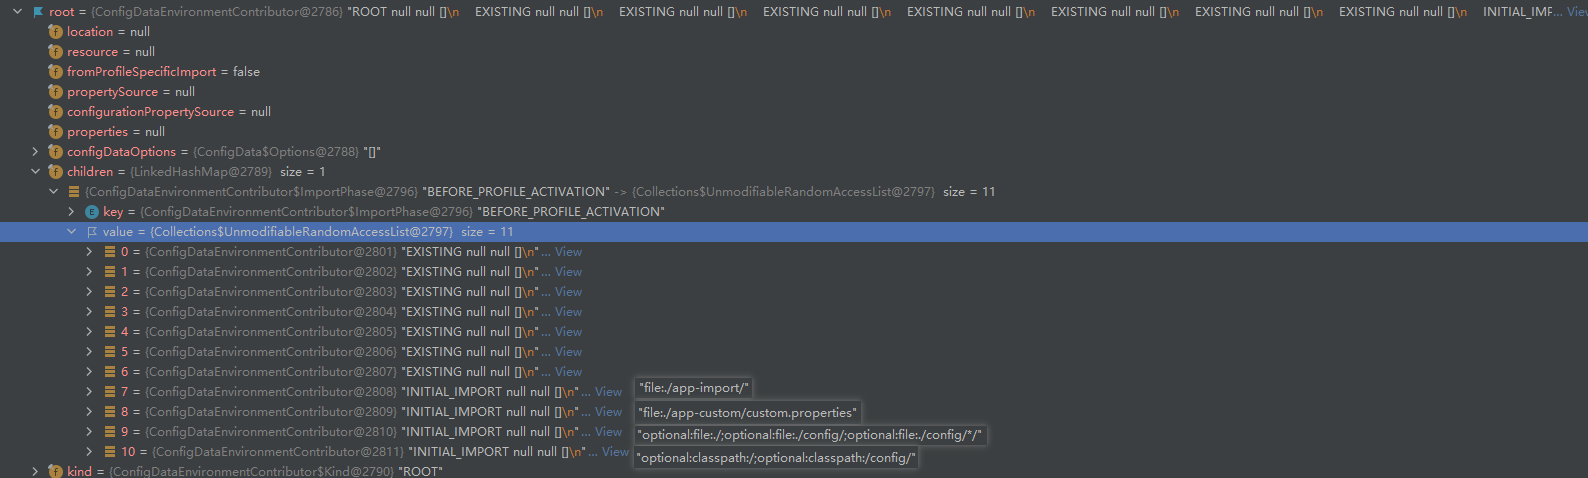 root = {ConfigDataEnvironmentContributor@2786} "ROOT null null []\n    EXISTING null null []\n    EXISTING null null []\n    EXISTING null null []\n    EXISTING null null []\n    EXISTING null null []\n    EXISTING null null []\n    EXISTING null null []\n    INITIAL_IMP... View
location = null
resource = null
fromProfileSpecificImport = false
propertySource = null
configurationPropertySource = null
properties = null
configDataOptions = {ConfigData$Options@2788} "[]"
children = {LinkedHashMap@2789} size = 1
{ConfigDataEnvironmentContributor$ImportPhase@2796} "BEFORE_PROFILE_ACTIVATION" -> {Collections$UnmodifiableRandomAccessList@2797} size = 11
key = {ConfigDataEnvironmentContributor$ImportPhase@2796} "BEFORE_PROFILE_ACTIVATION"
value = {Collections$UnmodifiableRandomAccessList@2797} size = 11
0 = {ConfigDataEnvironmentContributor@2801} "EXISTING null null []\n"... View
1 = {ConfigDataEnvironmentContributor@2802} "EXISTING null null []\n"... View
2 = {ConfigDataEnvironmentContributor@2803} "EXISTING null null []\n"... View
3 = {ConfigDataEnvironmentContributor@2804} "EXISTING null null []\n"... View
4 = {ConfigDataEnvironmentContributor@2805} "EXISTING null null []\n"... View
5 = {ConfigDataEnvironmentContributor@2806} "EXISTING null null []\n"... View
6 = {ConfigDataEnvironmentContributor@2807} "EXISTING null null []\n"... View
7 = {ConfigDataEnvironmentContributor@2808} "INITIAL_IMPORT null null []\n"... View "file:./app-import/"
8 = {ConfigDataEnvironmentContributor@2809} "INITIAL_IMPORT null null []\n"... View "file:./app-custom/custom.properties"
9 = {ConfigDataEnvironmentContributor@2810} "INITIAL_IMPORT null null []\n"... View "optional:file:./;optional:file:./config/;optional:file:./config/*/"
10 = {ConfigDataEnvironmentContributor@2811} "INITIAL_IMPORT null null []\n"... View "optional:classpath:/;optional:classpath:/config/"
kind = {ConfigDataEnvironmentContributor$Kind@2790} "ROOT"